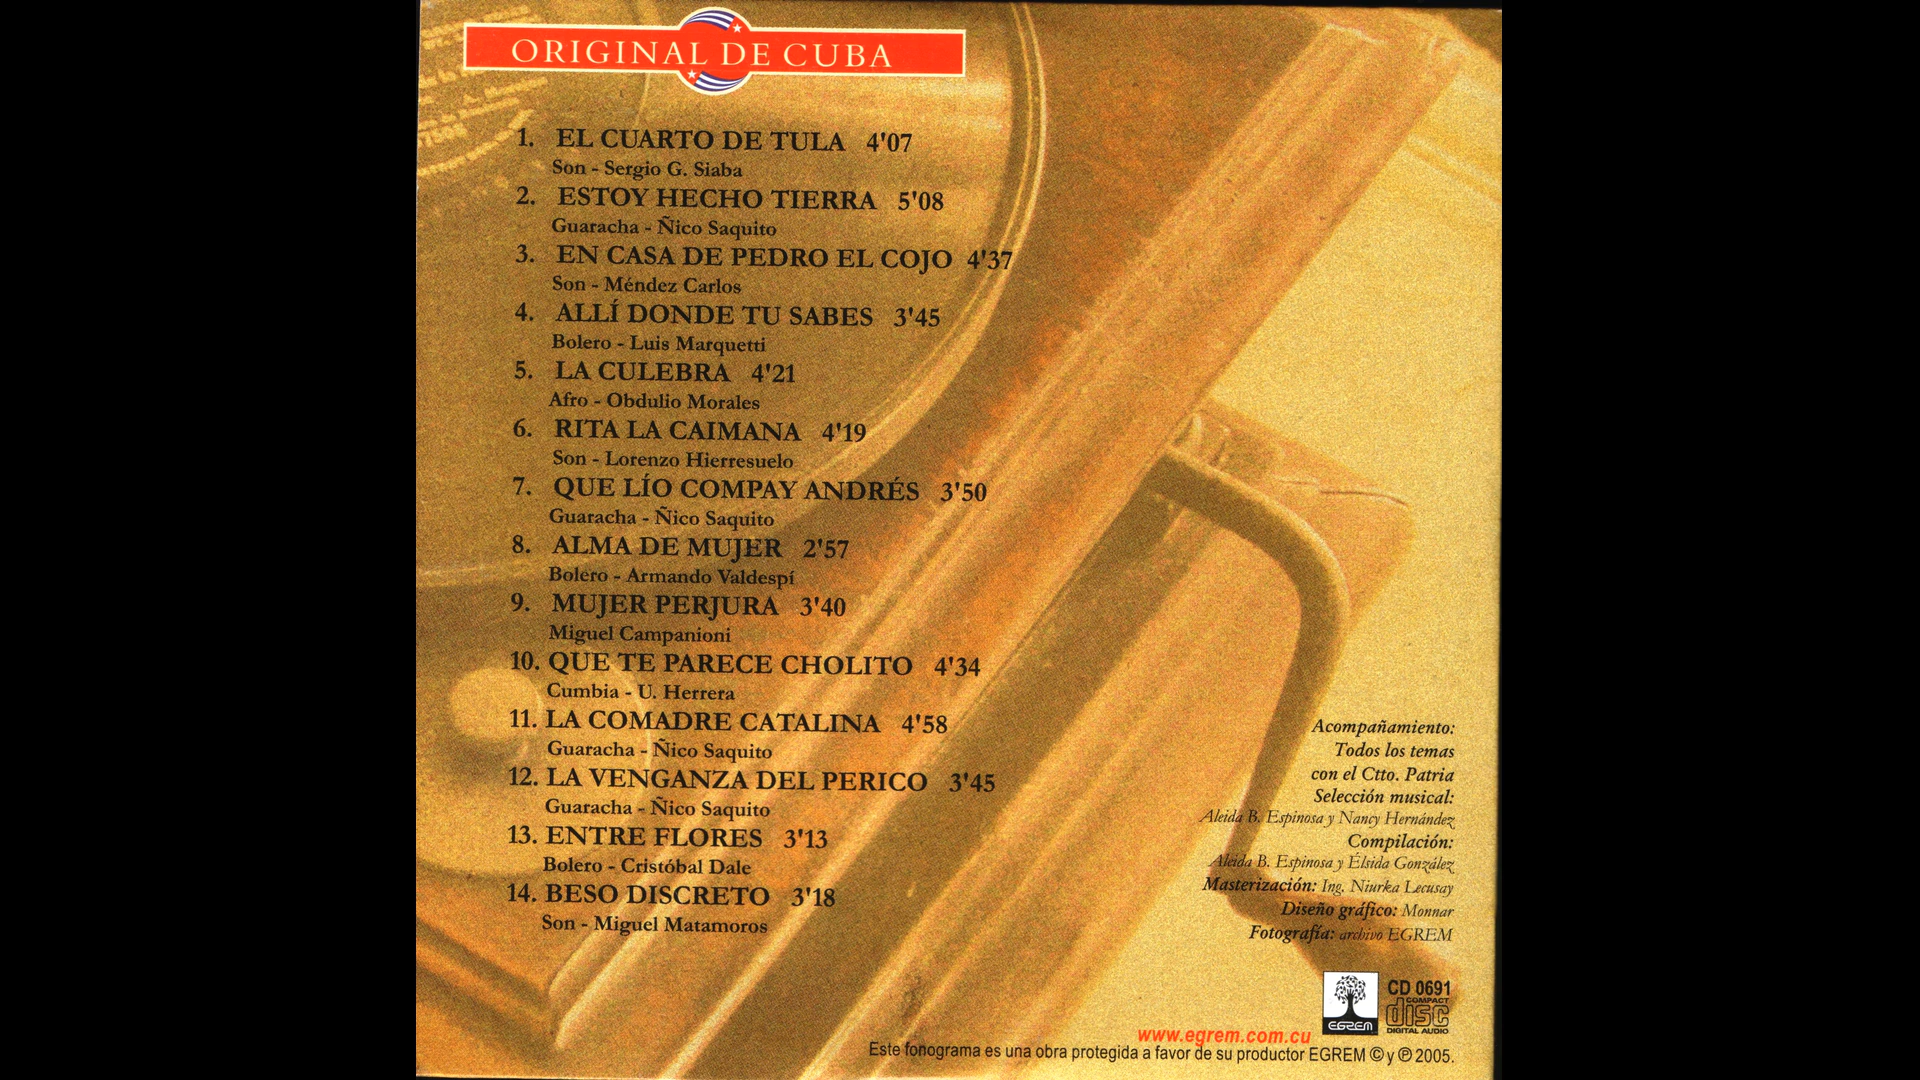 ORIGINAL DE CUBA
1. EL CUARTO DE TULA 4'07
Son - Sergio G. Siaba
2. ESTOY HECHO TIERRA 5'08
Guaracha - Ñico Saquito
3. EN CASA DE PEDRO EL COJO 4'37
Son - Méndez Carlos
4. ALLÍ DONDE TU SABES 3'45
Bolero - Luis Marquetti
5. LA CULEBRA 4'21
Afro - Obdulio Morales
6. RITA LA CAIMANA 4'19
Son - Lorenzo Hierresuelo
7. QUE LÍO COMPAY ANDRÉS 3'50
Guaracha - Ñico Saquito
8. ALMA DE MUJER 2'57
Bolero - Armando Valdespí
9. MUJER PERJURA 3'40
Miguel Campanioni
10. QUE TE PARECE CHOLITO 4'34
Cumbia - U. Herrera
11. LA COMADRE CATALINA 4'58
Guaracha - Ñico Saquito
12. LA VENGANZA DEL PERICO 3'45
Guaracha - Ñico Saquito
13. ENTRE FLORES 3'13
Bolero - Cristóbal Dale
14. BESO DISCRETO 3'18
Son - Miguel Matamoros
Acompañamiento:
Todos los temas
con el Ctto. Patria
Selección musical:
Aleida B. Espinosa y Nancy Hernández
Compilación:
Aleida B. Espinosa y Élsida González
Masterización: Ing. Niurka Lecusay
Diseño gráfico: Monnar
Fotografía: archivo EGREM
EGREM
CD 0691
COMPACT
disc
DIGITAL AUDIO
www.egrem.com.cu
Este fonograma es una obra protegida a favor de su productor EGREM © y ℗ 2005.